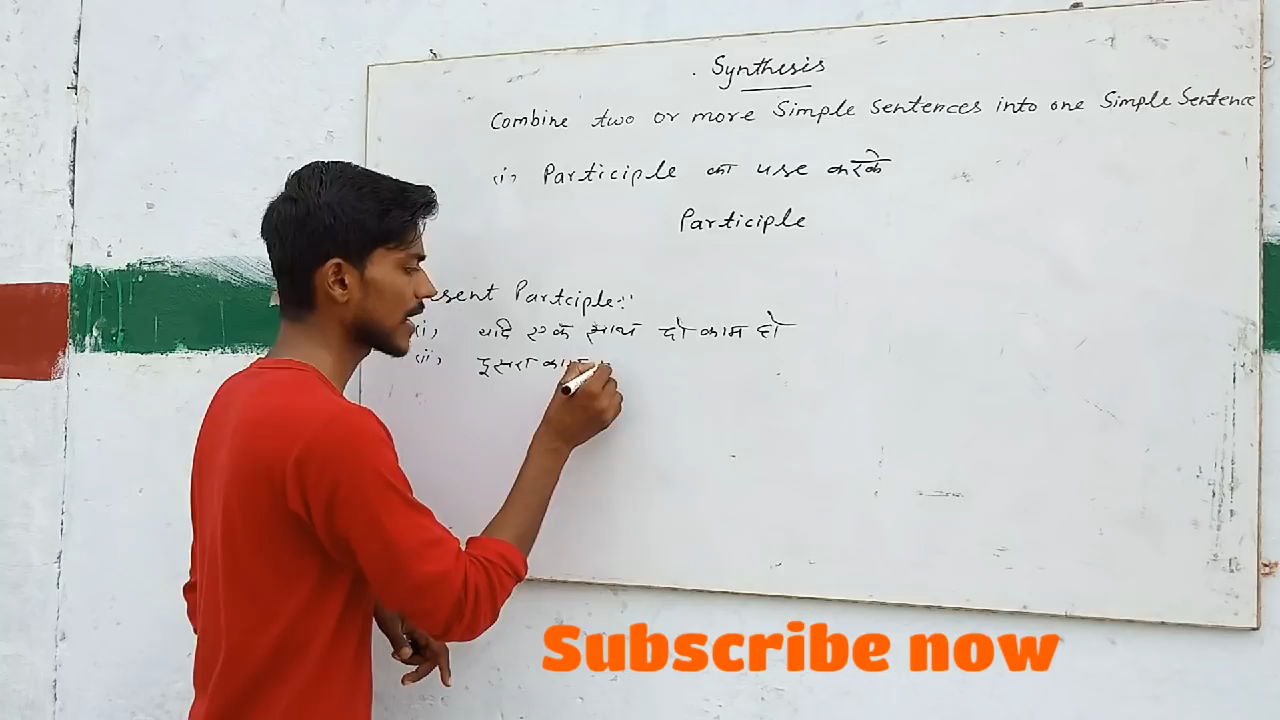 Synthesis
Combine two or more Simple Sentences into one Simple Sentence
(i) Participle का use करके
Participle
esent Partciple:-
(i) यदि एक साथ दो काम हो
(ii) दूसरा काम
Subscribe now